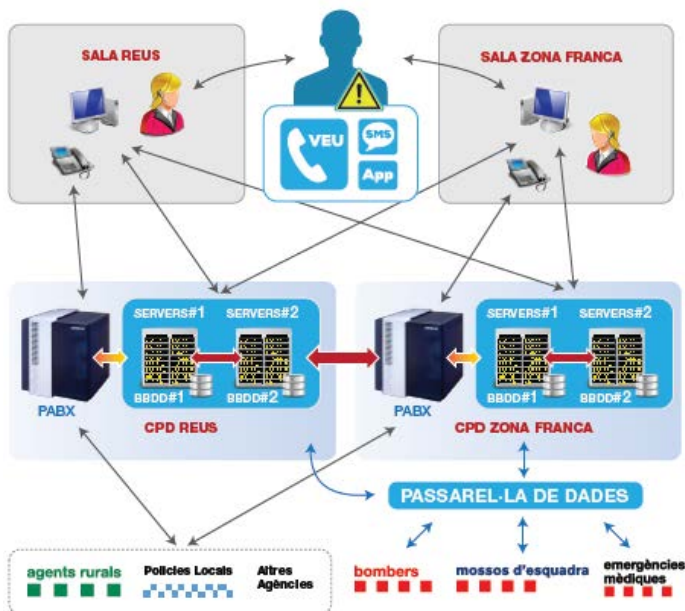 SALA REUS
SALA ZONA FRANCA
VEU
SMS
App
SERVERS#1 SERVERS#2
BBDD#1 BBDD#2
PABX
CPD REUS
SERVERS#1 SERVERS#2
BBDD#1 BBDD#2
PABX
CPD ZONA FRANCA
PASSAREL·LA DE DADES
agents rurals
Policies Locals
Altres
Agències
bombers
mossos d'esquadra
emergències
mèdiques